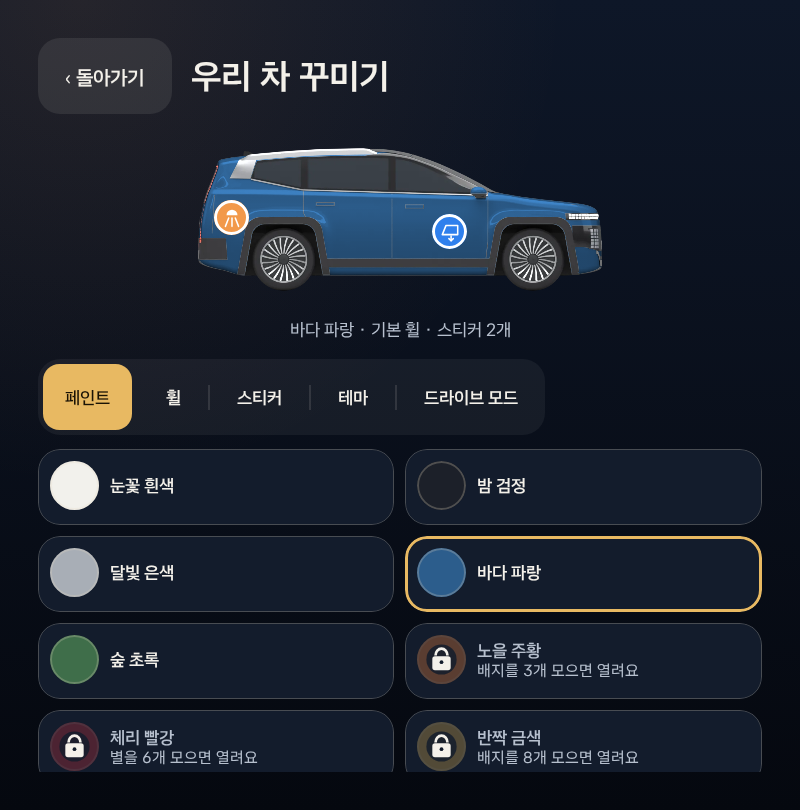 ‹ 돌아가기
우리 차 꾸미기
바다 파랑 · 기본 휠 · 스티커 2개
페인트
휠
스티커
테마
드라이브 모드
눈꽃 흰색
밤 검정
달빛 은색
바다 파랑
숲 초록
노을 주황
배지를 3개 모으면 열려요
체리 빨강
별을 6개 모으면 열려요
반짝 금색
배지를 8개 모으면 열려요